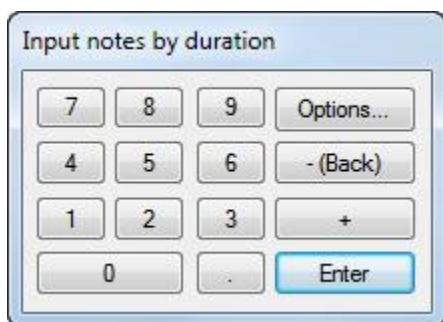 Input notes by duration
7 8 9 Options...
4 5 6 - (Back)
1 2 3 +
0 . Enter